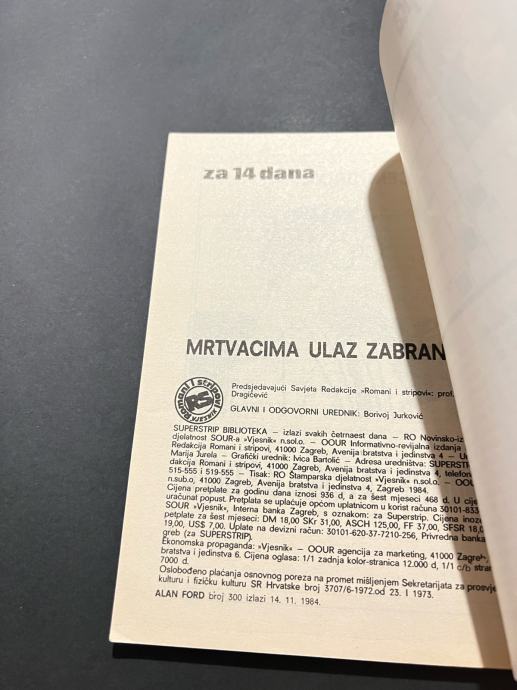 za 14 dana
MRTVACIMA ULAZ ZABRAN
Romani i stripovi
RS
VJESNIK
Predsjedavajući Savjeta Redakcije »Romani i stripovi«: prof.
Dragičević
GLAVNI I ODGOVORNI UREDNIK: Borivoj Jurković
SUPERSTRIP BIBLIOTEKA – izlazi svakih četrnaest dana – RO Novinsko-iz
djelatnost SOUR-a »Vjesnik« n.sol.o. – OOUR Informativno-revijalna izdanja
Redakcija Romani i stripovi, 41000 Zagreb, Avenija bratstva i jedinstva 4 – U
Marija Jurela – Grafički urednik: Ivica Bartolić – Adresa uredništva: SUPERST
dakcija Romani i stripovi, 41000 Zagreb, Avenija bratstva i jedinstva 4, telefon
515-555 i 519-555 – Tisak: RO Štamparska djelatnost »Vjesnik« n.sol.o. – OO
n.sub.o, 41000 Zagreb, Avenija bratstva i jedinstva 4, Zagreb 1984.
Cijena pretplate za godinu dana iznosi 936 d, a za šest mjeseci 468 d. U cije
uračunat popust. Pretplata se uplaćuje općom uplatnicom u korist računa 30101-833
SOUR »Vjesnik«, Interna banka Zagreb, s oznakom: za Superstrip. Cijena inoze
petplate za šest mjeseci: DM 18,00 SKr 31,00, ASCH 125,00, FF 37,00, SFSR 18,0
19,00, US$ 7,00. Uplate na devizni račun: 30101-620-37-7210-256, Privredna banka
greb (za SUPERSTRIP).
Ekonomska propaganda: »Vjesnik« – OOUR agencija za marketing, 41000 Zagreb,
bratstva i jedinstva 6. Cijena oglasa: 1/1 zadnja kolor-stranica 12.000 d, 1/1 c/b stran
7000 d.
Oslobođeno plaćanja osnovnog poreza na promet mišljenjem Sekretarijata za prosvje
kulturu i fizičku kulturu SR Hrvatske broj 3707/6-1972.od 23. I 1973.
ALAN FORD broj 300 izlazi 14. 11. 1984.